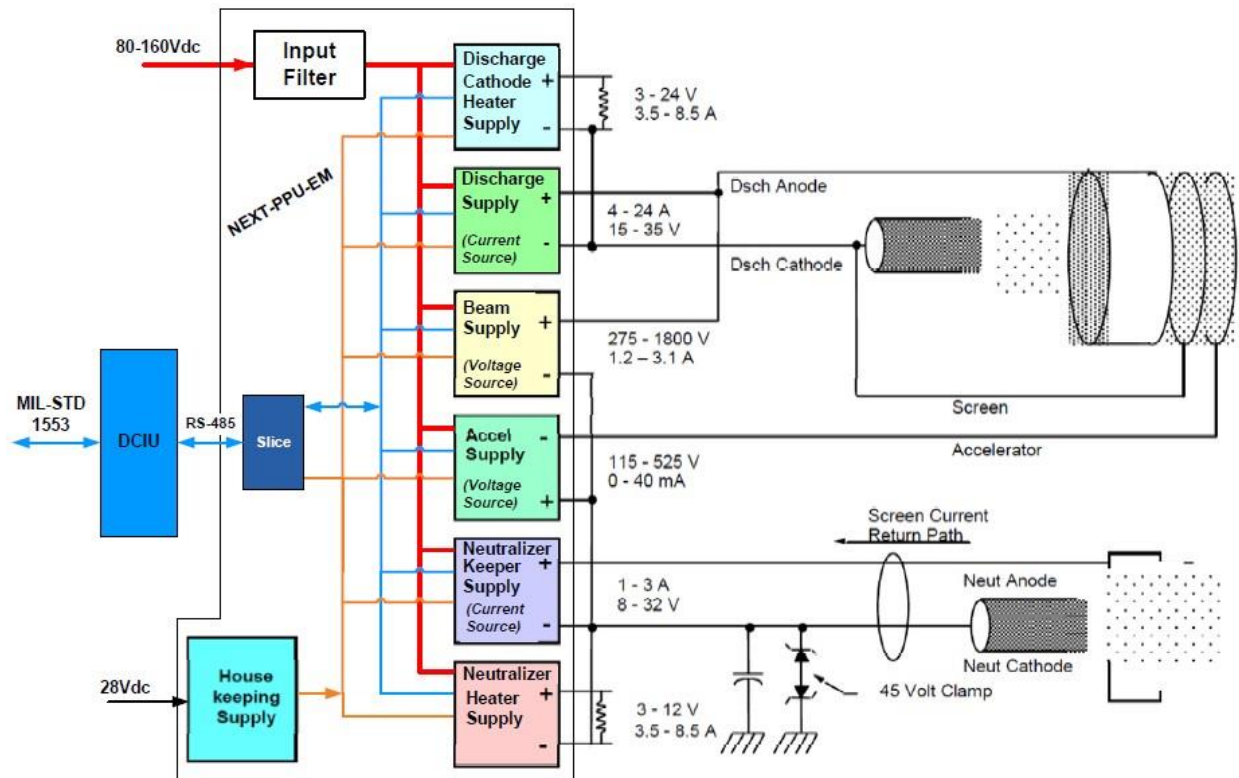 80-160Vdc
Input
Filter
NEXT-PPU-EM
Discharge
Cathode +
Heater
Supply -
3 - 24 V
3.5 - 8.5 A
Discharge
Supply +
(Current -
Source)
4 - 24 A
15 - 35 V
Dsch Anode
Dsch Cathode
Beam
Supply +
(Voltage -
Source)
275 - 1800 V
1.2 – 3.1 A
Screen
Accel -
Supply
(Voltage
Source) +
115 - 525 V
0 - 40 mA
Accelerator
MIL-STD
1553
DCIU
RS-485
Slice
Neutralizer
Keeper +
Supply
(Current
Source) -
1 - 3 A
8 - 32 V
Screen Current
Return Path
Neut Anode
Neut Cathode
45 Volt Clamp
28Vdc
House
keeping
Supply
Neutralizer
Heater +
Supply
-
3 - 12 V
3.5 - 8.5 A